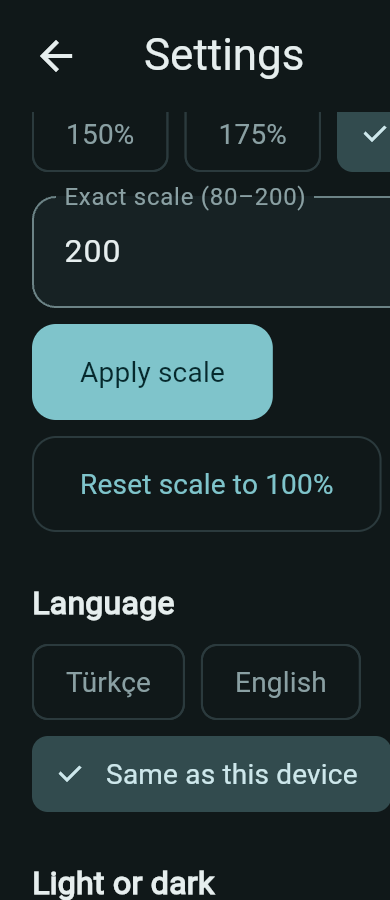 Settings
150%
175%
Exact scale (80–200)
200
Apply scale
Reset scale to 100%
Language
Türkçe
English
Same as this device
Light or dark